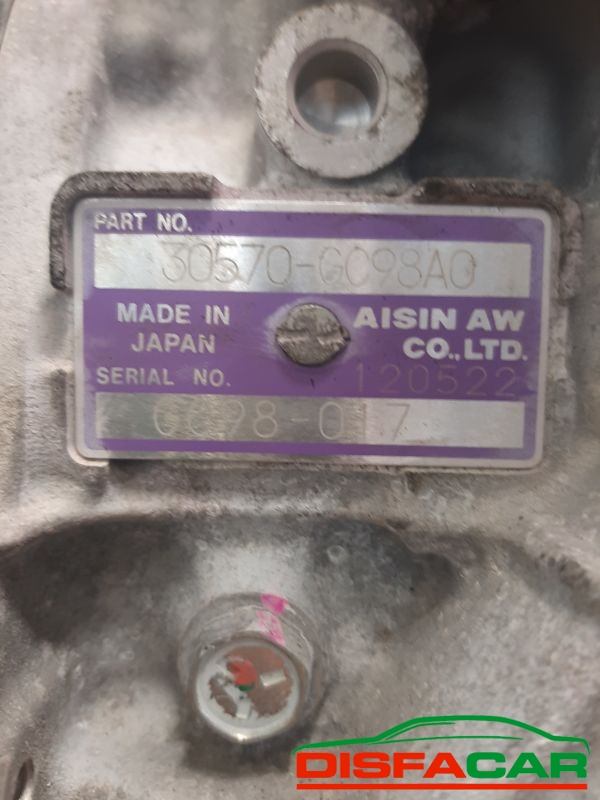 PART NO.
30570-GC98A0
MADE IN
JAPAN
AISIN AW
CO.,LTD.
SERIAL NO.
120522
GC98-017
DISFACAR